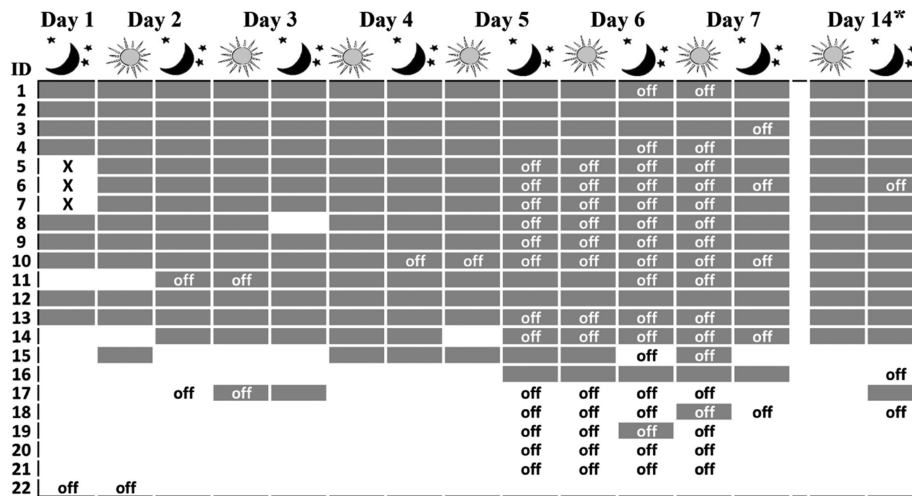 Day 1 Day 2 Day 3 Day 4 Day 5 Day 6 Day 7 Day 14*
ID
1 off off
2
3 off
4 off off
5 X off off off off
6 X off off off off off off
7 X off off off off
8 off off off off
9 off off off off
10 off off off off off off off
11 off off off off
12
13 off off off off
14 off off off off off
15 off off
16 off
17 off off off off off off
18 off off off off off off
19 off off off off
20 off off off off
21 off off off off
22 off off